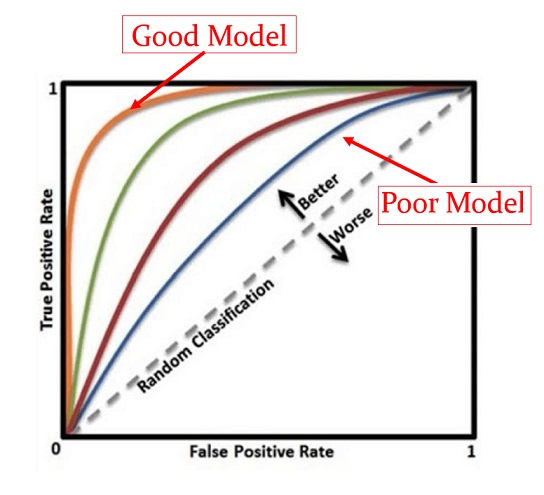 Good Model
1
True Positive Rate
Better
Worse
Poor Model
Random Classification
0
False Positive Rate
1